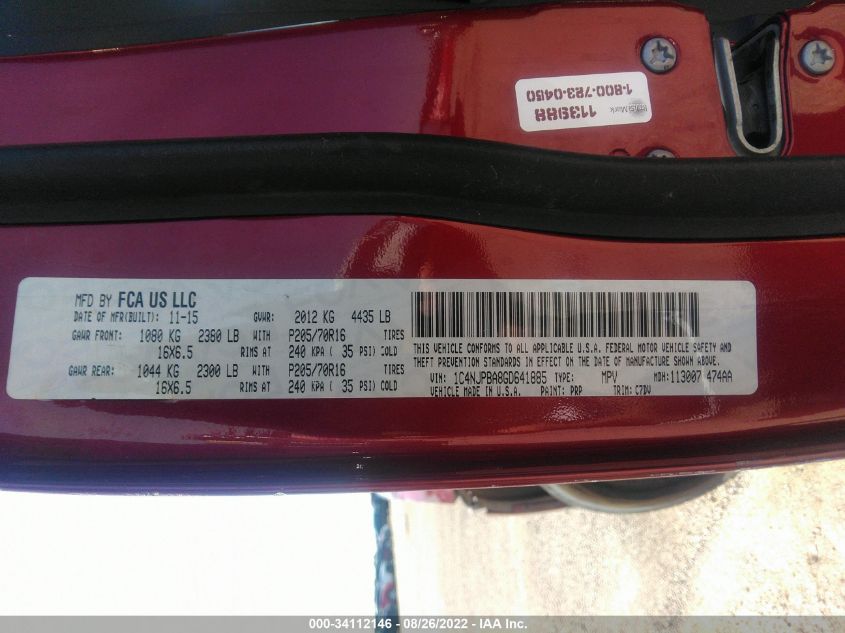 HEISMark
113988
1-800-723-0450
MFD BY FCA US LLC
DATE OF MFR(BUILT): 11-15 GVWR: 2012 KG 4435 LB
GAWR FRONT: 1080 KG 2380 LB WITH P205/70R16 TIRES
16X6.5 RIMS AT 240 KPA ( 35 PSI) COLD
GAWR REAR: 1044 KG 2300 LB WITH P205/70R16 TIRES
16X6.5 RIMS AT 240 KPA ( 35 PSI) COLD
THIS VEHICLE CONFORMS TO ALL APPLICABLE U.S.A. FEDERAL MOTOR VEHICLE SAFETY AND
THEFT PREVENTION STANDARDS IN EFFECT ON THE DATE OF MANUFACTURE SHOWN ABOVE.
VIN: 1C4NJPBA8GD641885 TYPE: MPV MDH:113007 474AA
VEHICLE MADE IN U.S.A. PAINT: PRP TRIM: C7DV
000-34112146 - 08/26/2022 - IAA Inc.